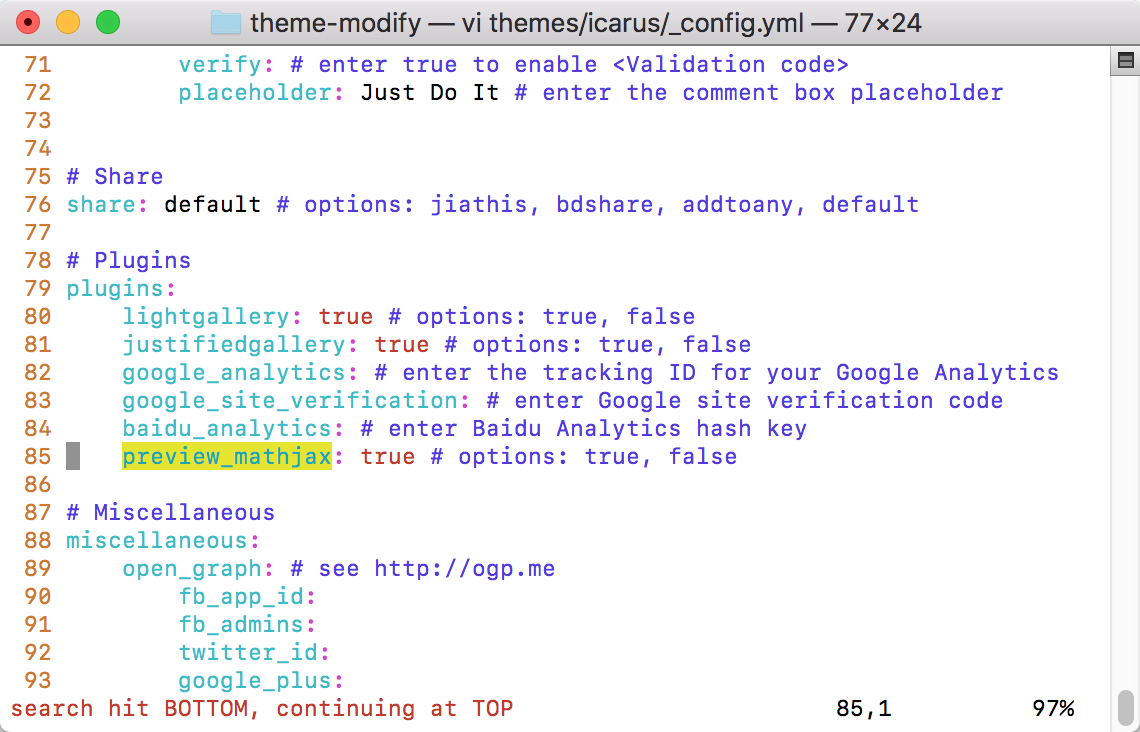 theme-modify — vi themes/icarus/_config.yml — 77×24
71         verify: # enter true to enable <Validation code>
72         placeholder: Just Do It # enter the comment box placeholder
73
74
75 # Share
76 share: default # options: jiathis, bdshare, addtoany, default
77
78 # Plugins
79 plugins:
80     lightgallery: true # options: true, false
81     justifiedgallery: true # options: true, false
82     google_analytics: # enter the tracking ID for your Google Analytics
83     google_site_verification: # enter Google site verification code
84     baidu_analytics: # enter Baidu Analytics hash key
85     preview_mathjax: true # options: true, false
86
87 # Miscellaneous
88 miscellaneous:
89     open_graph: # see http://ogp.me
90         fb_app_id:
91         fb_admins:
92         twitter_id:
93         google_plus:
search hit BOTTOM, continuing at TOP                       85,1          97%